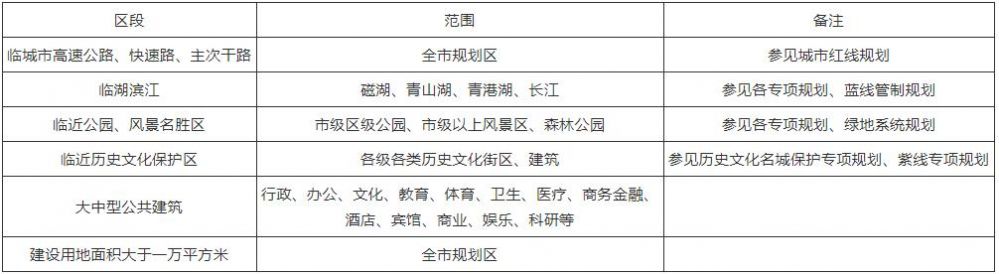 区段 范围 备注
临城市高速公路、快速路、主次干路 全市规划区 参见城市红线规划
临湖滨江 磁湖、青山湖、青港湖、长江 参见各专项规划、蓝线管制规划
临近公园、风景名胜区 市级区级公园、市级以上风景区、森林公园 参见各专项规划、绿地系统规划
临近历史文化保护区 各级各类历史文化街区、建筑 参见历史文化名城保护专项规划、紫线专项规划
大中型公共建筑 行政、办公、文化、教育、体育、卫生、医疗、商务金融、
酒店、宾馆、商业、娱乐、科研等
建设用地面积大于一万平方米 全市规划区